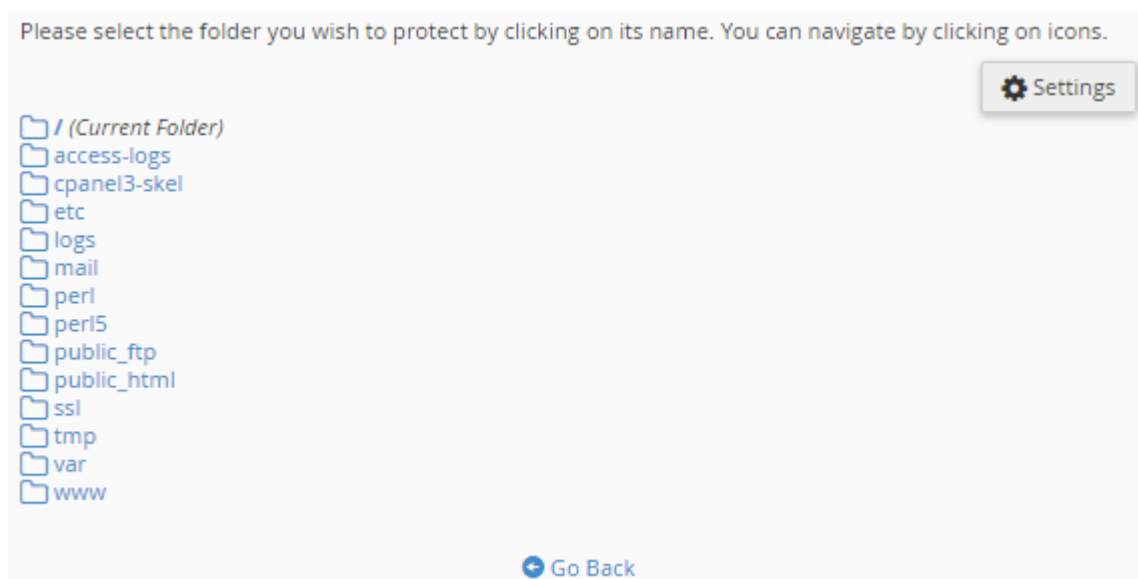 Please select the folder you wish to protect by clicking on its name. You can navigate by clicking on icons.
Settings
/ (Current Folder)
access-logs
cpanel3-skel
etc
logs
mail
perl
perl5
public_ftp
public_html
ssl
tmp
var
www
Go Back